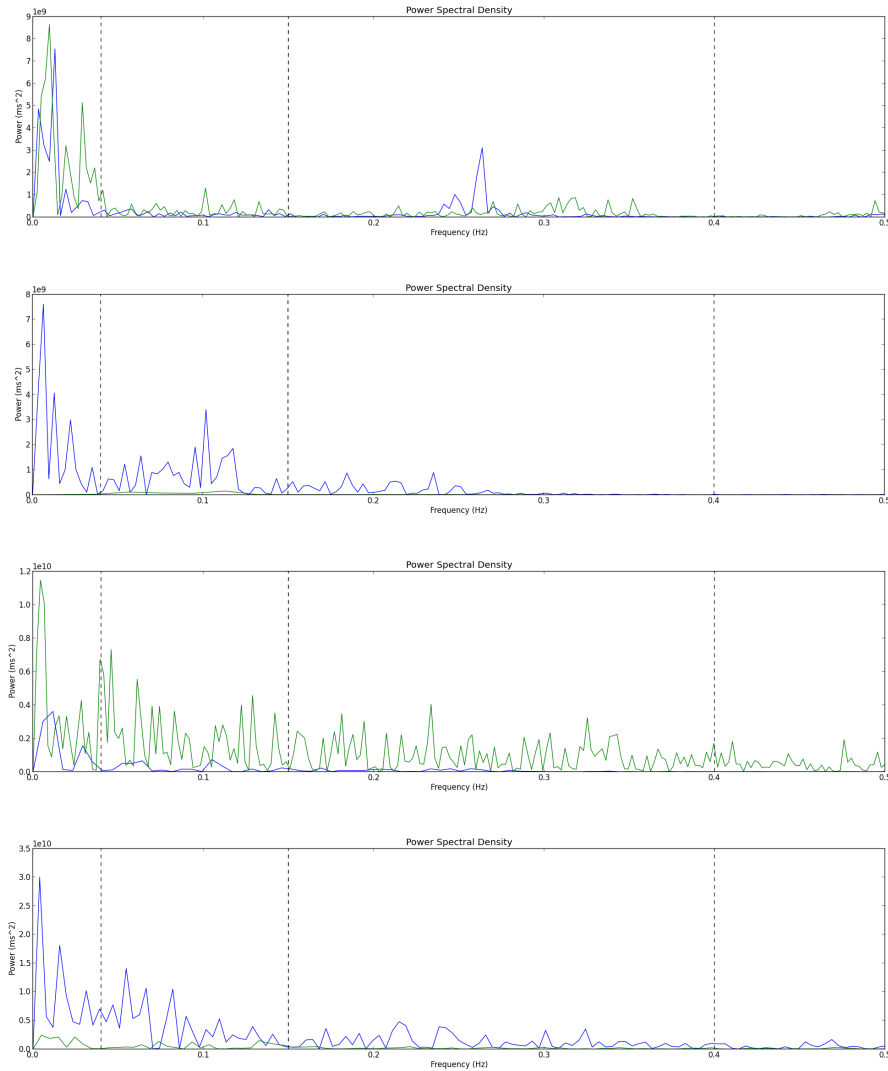 Power Spectral Density
1e9
9
8
7
6
5
4
3
2
1
0
Power (ms^2)
0.0 0.1 0.2 0.3 0.4 0.5
Frequency (Hz)
Power Spectral Density
1e9
8
7
6
5
4
3
2
1
0
Power (ms^2)
0.0 0.1 0.2 0.3 0.4 0.5
Frequency (Hz)
Power Spectral Density
1e10
1.2
1.0
0.8
0.6
0.4
0.2
0.0
Power (ms^2)
0.0 0.1 0.2 0.3 0.4 0.5
Frequency (Hz)
Power Spectral Density
1e10
3.5
3.0
2.5
2.0
1.5
1.0
0.5
0.0
Power (ms^2)
0.0 0.1 0.2 0.3 0.4 0.5
Frequency (Hz)